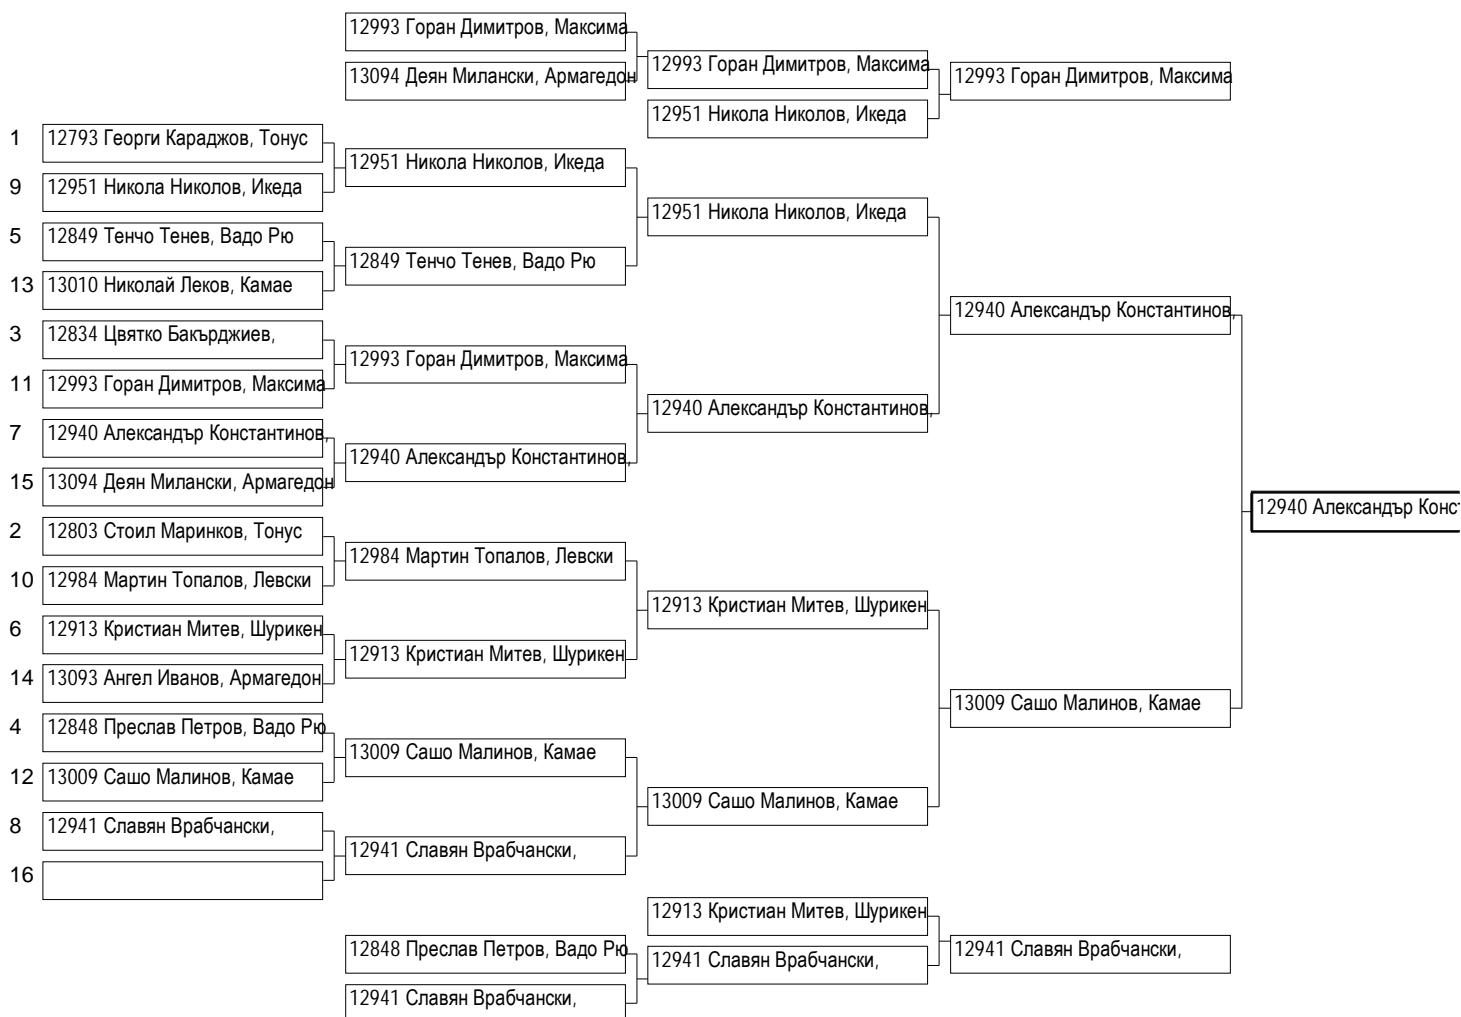 12993 Горан Димитров, Максима
13094 Деян Милански, Армагедон
12993 Горан Димитров, Максима
12951 Никола Николов, Икеда
12993 Горан Димитров, Максима
1 12793 Георги Караджов, Тонус
9 12951 Никола Николов, Икеда
5 12849 Тенчо Тенев, Вадо Рю
13 13010 Николай Леков, Камае
3 12834 Цвятко Бакърджиев,
11 12993 Горан Димитров, Максима
7 12940 Александър Константинов,
15 13094 Деян Милански, Армагедон
2 12803 Стоил Маринков, Тонус
10 12984 Мартин Топалов, Левски
6 12913 Кристиан Митев, Шурикен
14 13093 Ангел Иванов, Армагедон
4 12848 Преслав Петров, Вадо Рю
12 13009 Сашо Малинов, Камае
8 12941 Славян Врабчански,
16
12951 Никола Николов, Икеда
12849 Тенчо Тенев, Вадо Рю
12993 Горан Димитров, Максима
12940 Александър Константинов,
12984 Мартин Топалов, Левски
12913 Кристиан Митев, Шурикен
13009 Сашо Малинов, Камае
12941 Славян Врабчански,
12951 Никола Николов, Икеда
12940 Александър Константинов,
12913 Кристиан Митев, Шурикен
13009 Сашо Малинов, Камае
12940 Александър Константинов,
13009 Сашо Малинов, Камае
12940 Александър Конс
12848 Преслав Петров, Вадо Рю
12941 Славян Врабчански,
12913 Кристиан Митев, Шурикен
12941 Славян Врабчански,
12941 Славян Врабчански,